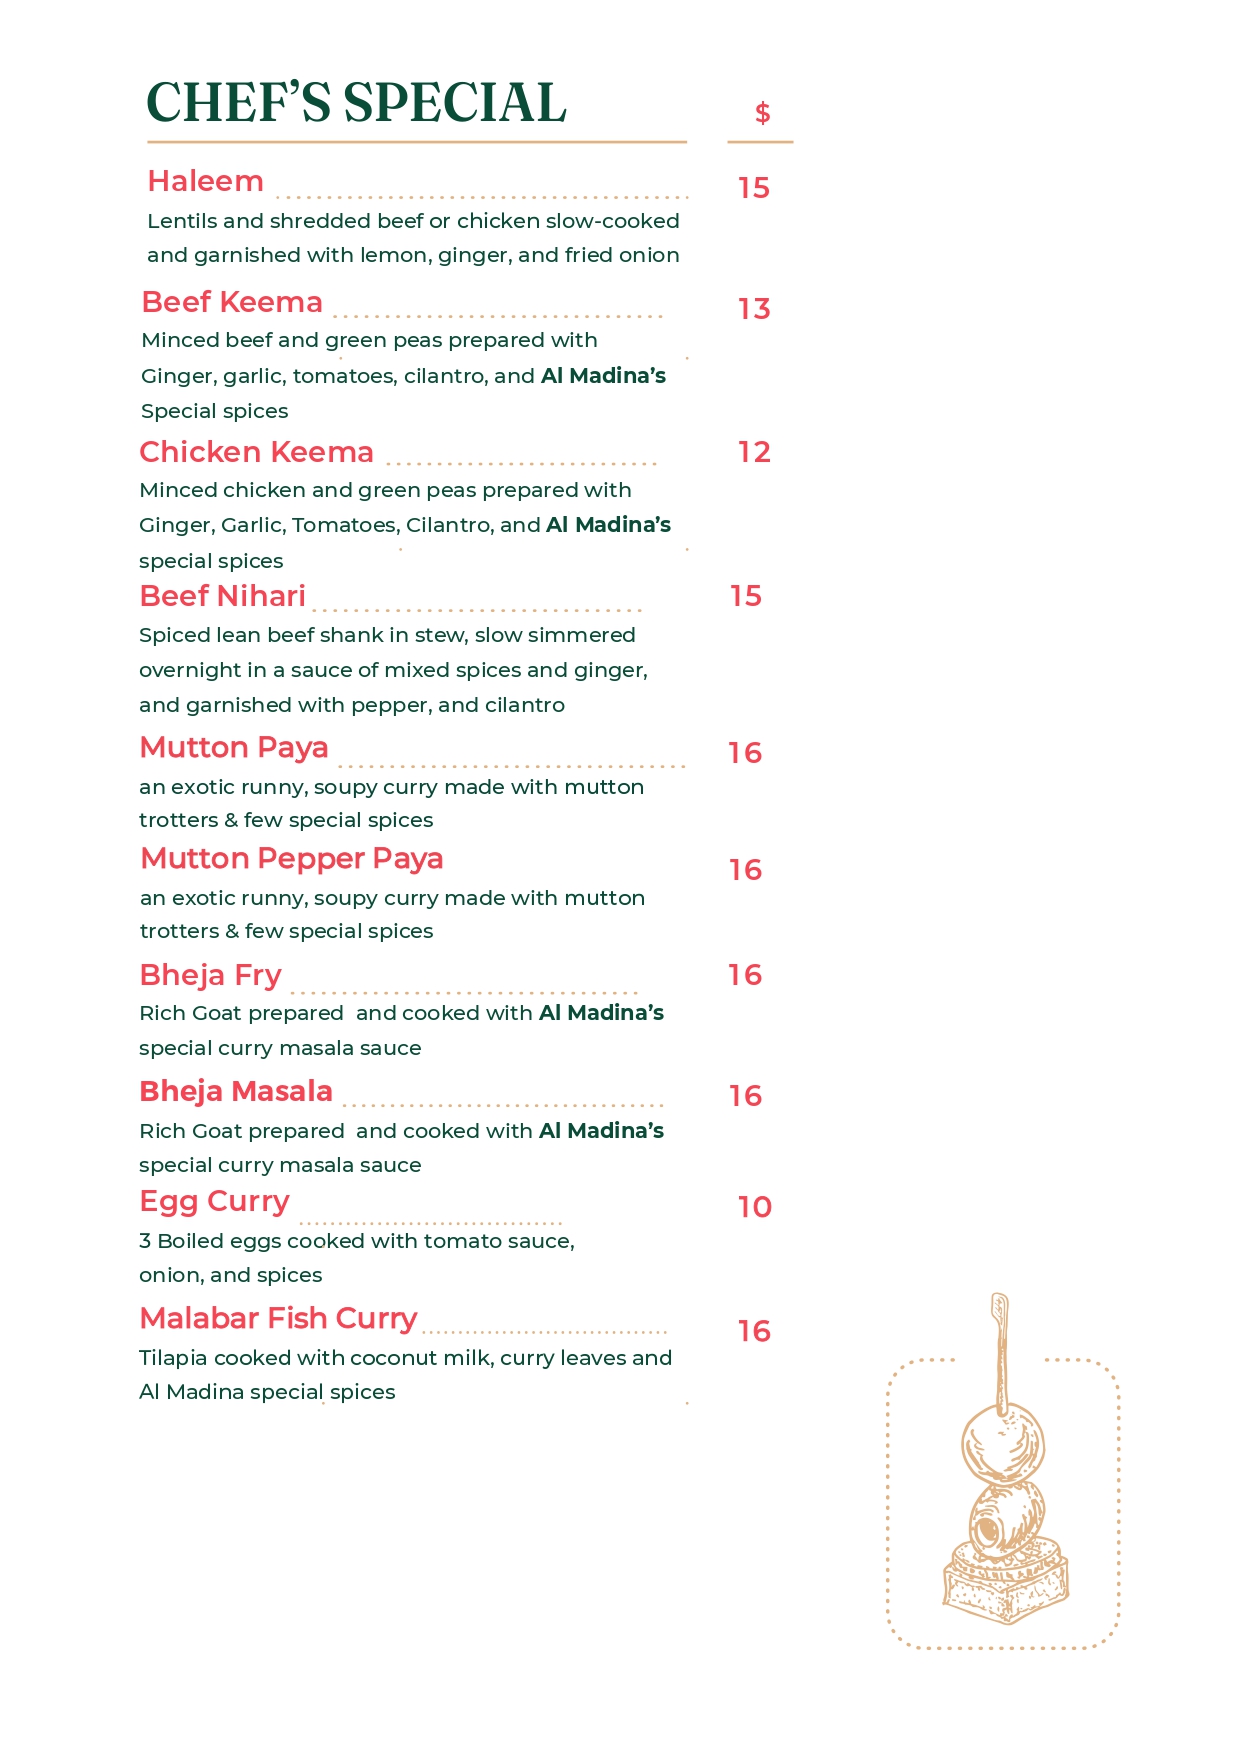 CHEF’S SPECIAL $
Haleem 15
Lentils and shredded beef or chicken slow-cooked
and garnished with lemon, ginger, and fried onion
Beef Keema 13
Minced beef and green peas prepared with
Ginger, garlic, tomatoes, cilantro, and Al Madina’s
Special spices
Chicken Keema 12
Minced chicken and green peas prepared with
Ginger, Garlic, Tomatoes, Cilantro, and Al Madina’s
special spices
Beef Nihari 15
Spiced lean beef shank in stew, slow simmered
overnight in a sauce of mixed spices and ginger,
and garnished with pepper, and cilantro
Mutton Paya 16
an exotic runny, soupy curry made with mutton
trotters & few special spices
Mutton Pepper Paya 16
an exotic runny, soupy curry made with mutton
trotters & few special spices
Bheja Fry 16
Rich Goat prepared and cooked with Al Madina’s
special curry masala sauce
Bheja Masala 16
Rich Goat prepared and cooked with Al Madina’s
special curry masala sauce
Egg Curry 10
3 Boiled eggs cooked with tomato sauce,
onion, and spices
Malabar Fish Curry 16
Tilapia cooked with coconut milk, curry leaves and
Al Madina special spices